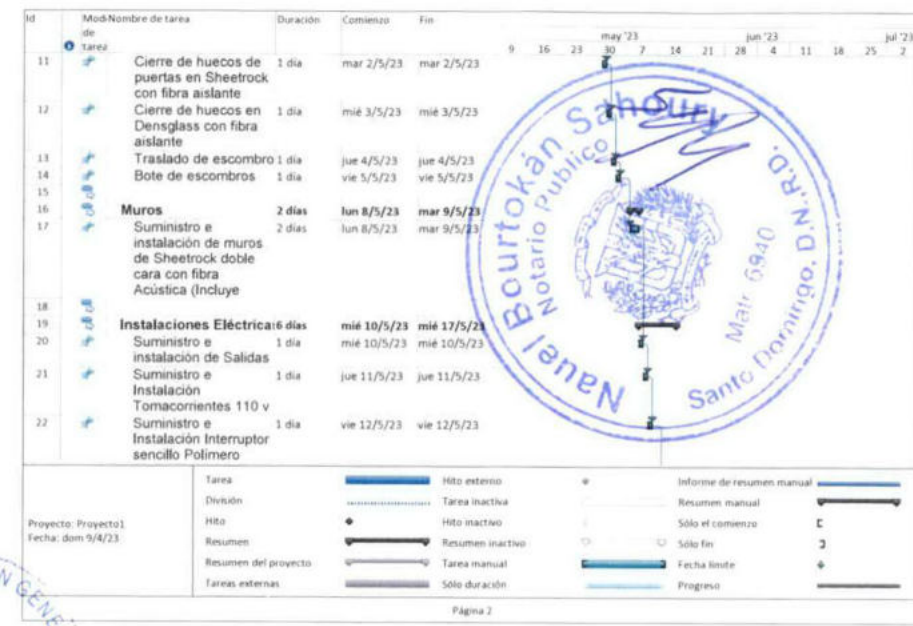 Id Modo Nombre de tarea Duración Comienzo Fin
de
tarea
may '23 jun '23 jul '23
9 16 23 30 7 14 21 28 4 11 18 25 2
11 Cierre de huecos de 1 día mar 2/5/23 mar 2/5/23
puertas en Sheetrock
con fibra aislante
12 Cierre de huecos en 1 día mié 3/5/23 mié 3/5/23
Densglass con fibra
aislante
13 Traslado de escombro 1 día jue 4/5/23 jue 4/5/23
14 Bote de escombros 1 día vie 5/5/23 vie 5/5/23
15
16 Muros 2 días lun 8/5/23 mar 9/5/23
17 Suministro e 2 días lun 8/5/23 mar 9/5/23
instalación de muros
de Sheetrock doble
cara con fibra
Acústica (Incluye
18
19 Instalaciones Eléctricas 6 días mié 10/5/23 mié 17/5/23
20 Suministro e 1 día mié 10/5/23 mié 10/5/23
instalación de Salidas
21 Suministro e 1 día jue 11/5/23 jue 11/5/23
Instalación
Tomacorrientes 110 v
22 Suministro e 1 día vie 12/5/23 vie 12/5/23
Instalación Interruptor
sencillo Polimero
Nauel Bourtokán Sahoury
Notario Publico
Matr. 6940
Santo Domingo, D.N.R.D.
Proyecto: Proyecto1
Fecha: dom 9/4/23
Tarea Hito externo Informe de resumen manual
División Tarea inactiva Resumen manual
Hito Hito inactivo Sólo el comienzo
Resumen Resumen inactivo Sólo fin
Resumen del proyecto Tarea manual Fecha límite
Tareas externas Sólo duración Progreso
Página 2